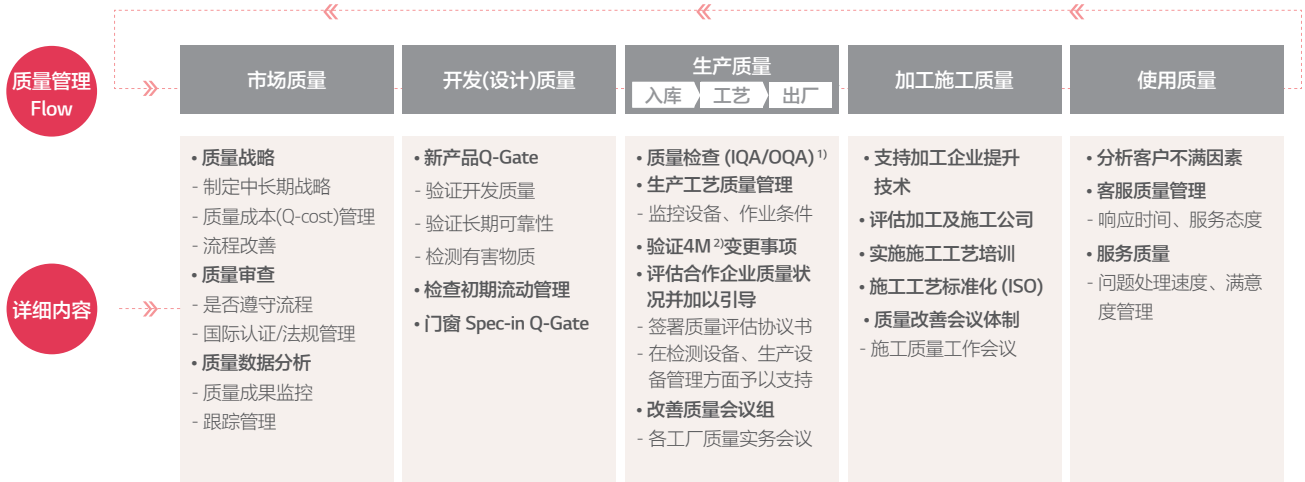 质量管理
Flow
市场质量
开发(设计)质量
生产质量
入库 工艺 出厂
加工施工质量
使用质量
详细内容
• 质量战略
- 制定中长期战略
- 质量成本(Q-cost)管理
- 流程改善
• 质量审查
- 是否遵守流程
- 国际认证/法规管理
• 质量数据分析
- 质量成果监控
- 跟踪管理
• 新产品Q-Gate
- 验证开发质量
- 验证长期可靠性
- 检测有害物质
• 检查初期流动管理
• 门窗 Spec-in Q-Gate
• 质量检查 (IQA/OQA) 1)
• 生产工艺质量管理
- 监控设备、作业条件
• 验证4M 2)变更事项
• 评估合作企业质量状
况并加以引导
- 签署质量评估协议书
- 在检测设备、生产设
备管理方面予以支持
• 改善质量会议组
- 各工厂质量实务会议
• 支持加工企业提升
技术
• 评估加工及施工公司
• 实施施工工艺培训
• 施工工艺标准化 (ISO)
• 质量改善会议体制
- 施工质量工作会议
• 分析客户不满因素
• 客服质量管理
- 响应时间、服务态度
• 服务质量
- 问题处理速度、满意
度管理